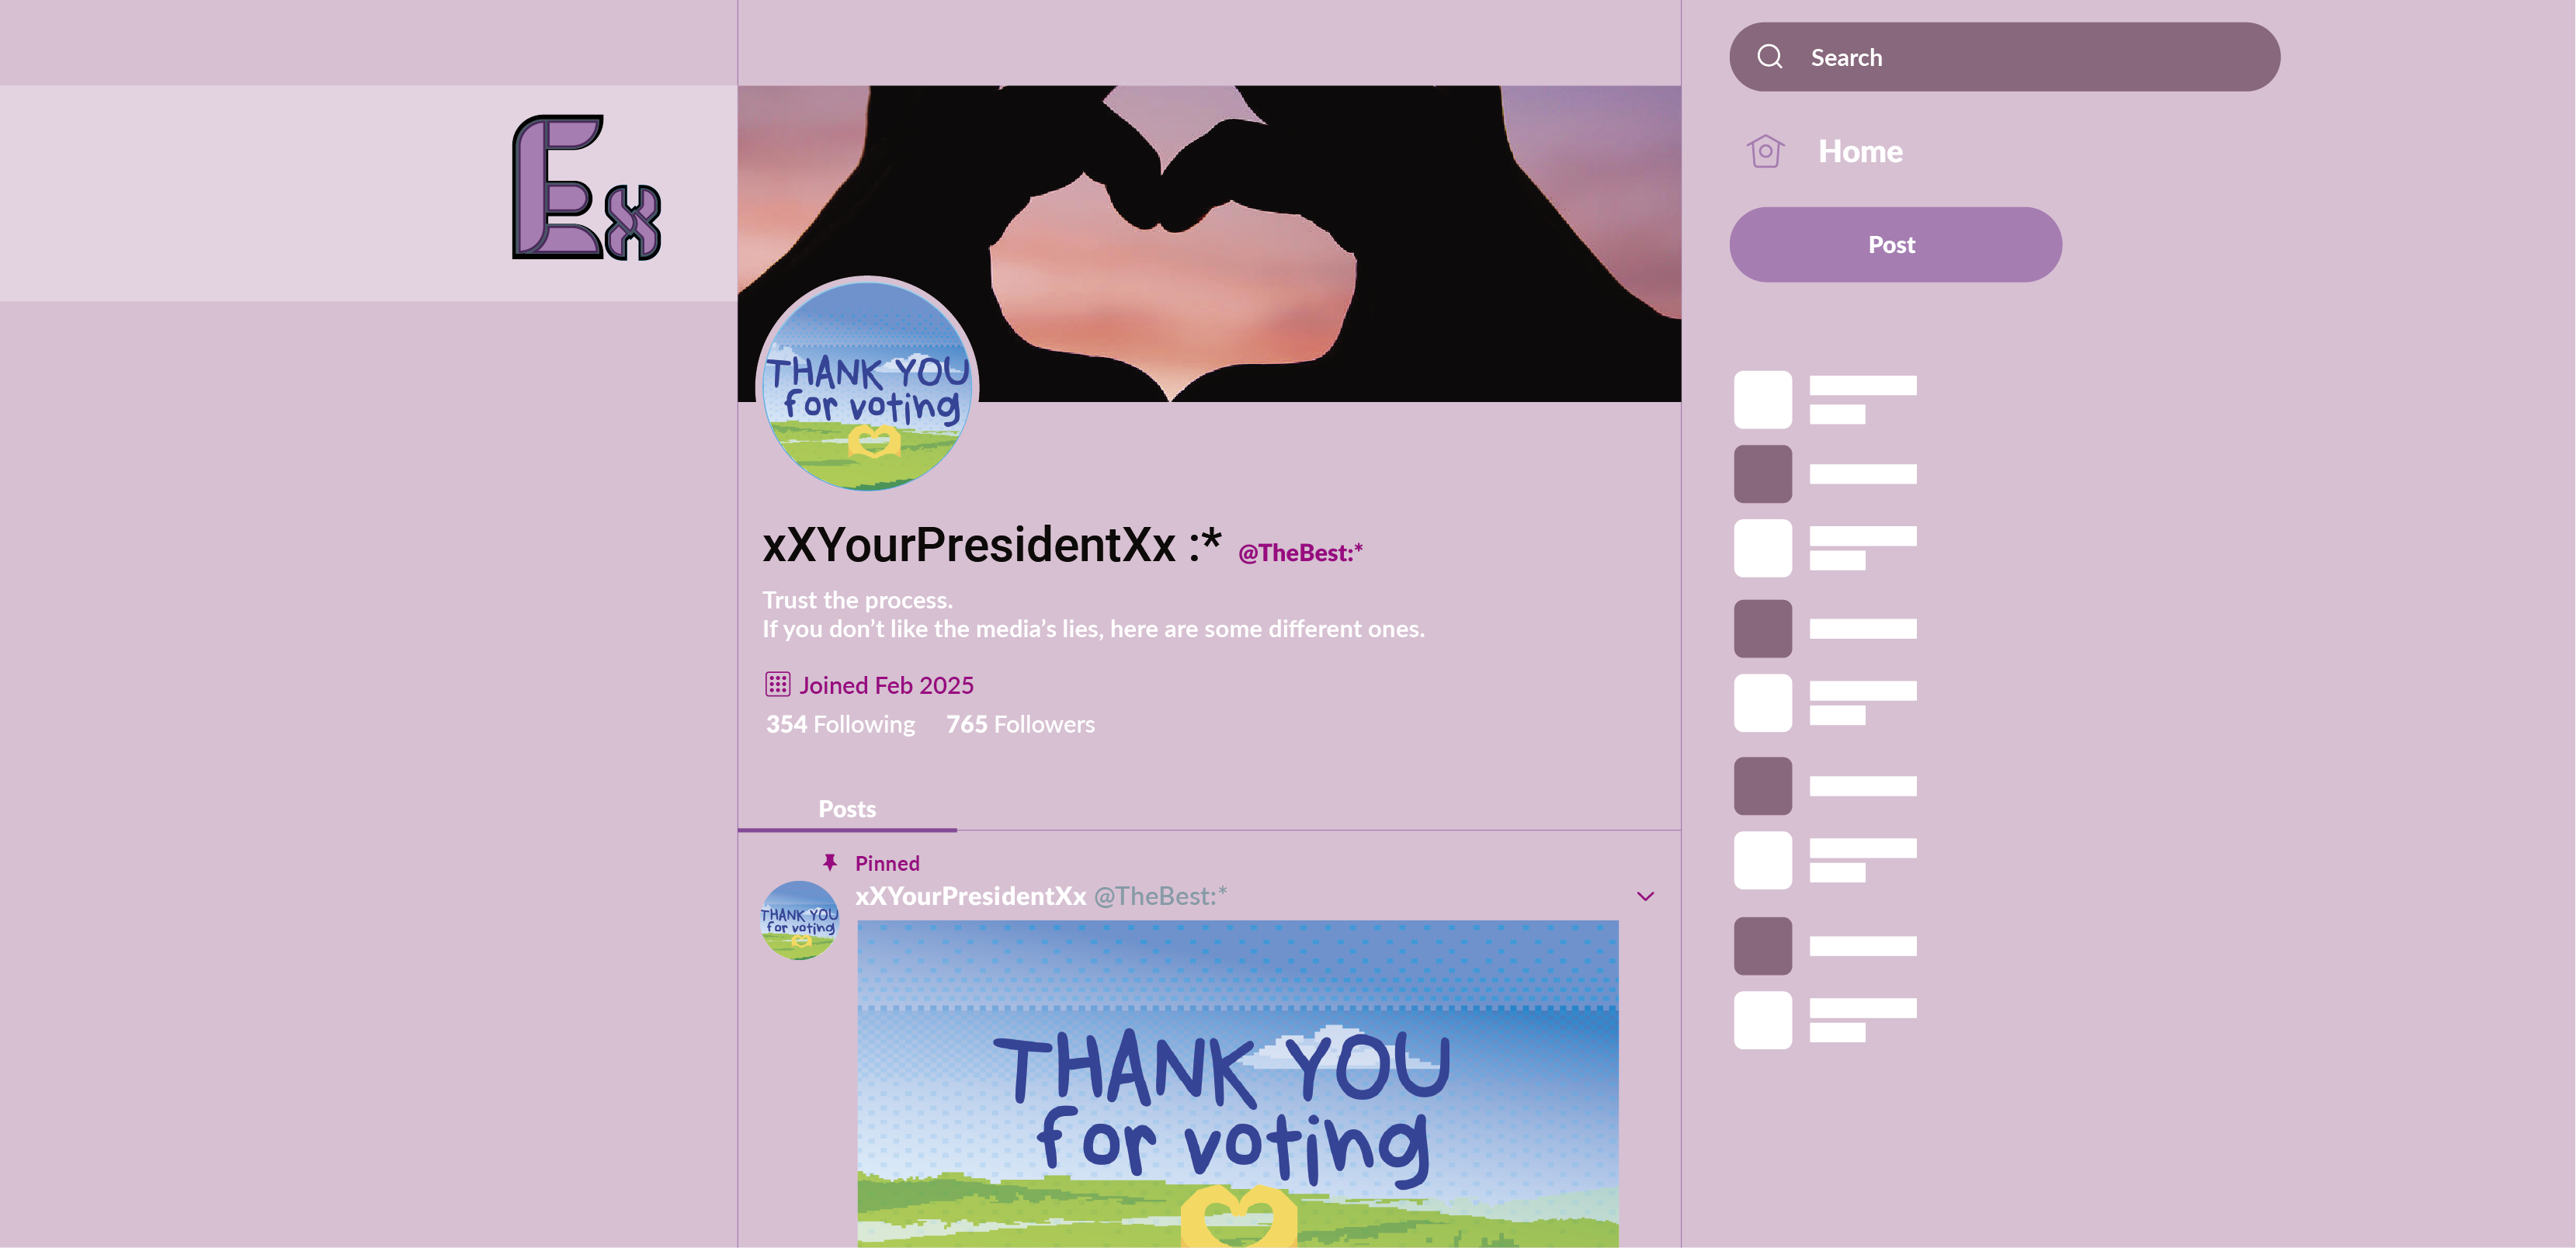 Search
Ex
Home
Post
THANK YOU
for voting
xXYourPresidentXx :* @TheBest:*
Trust the process.
If you don’t like the media’s lies, here are some different ones.
Joined Feb 2025
354 Following 765 Followers
Posts
Pinned
xXYourPresidentXx @TheBest:*
THANK YOU
for voting
THANK YOU
for voting